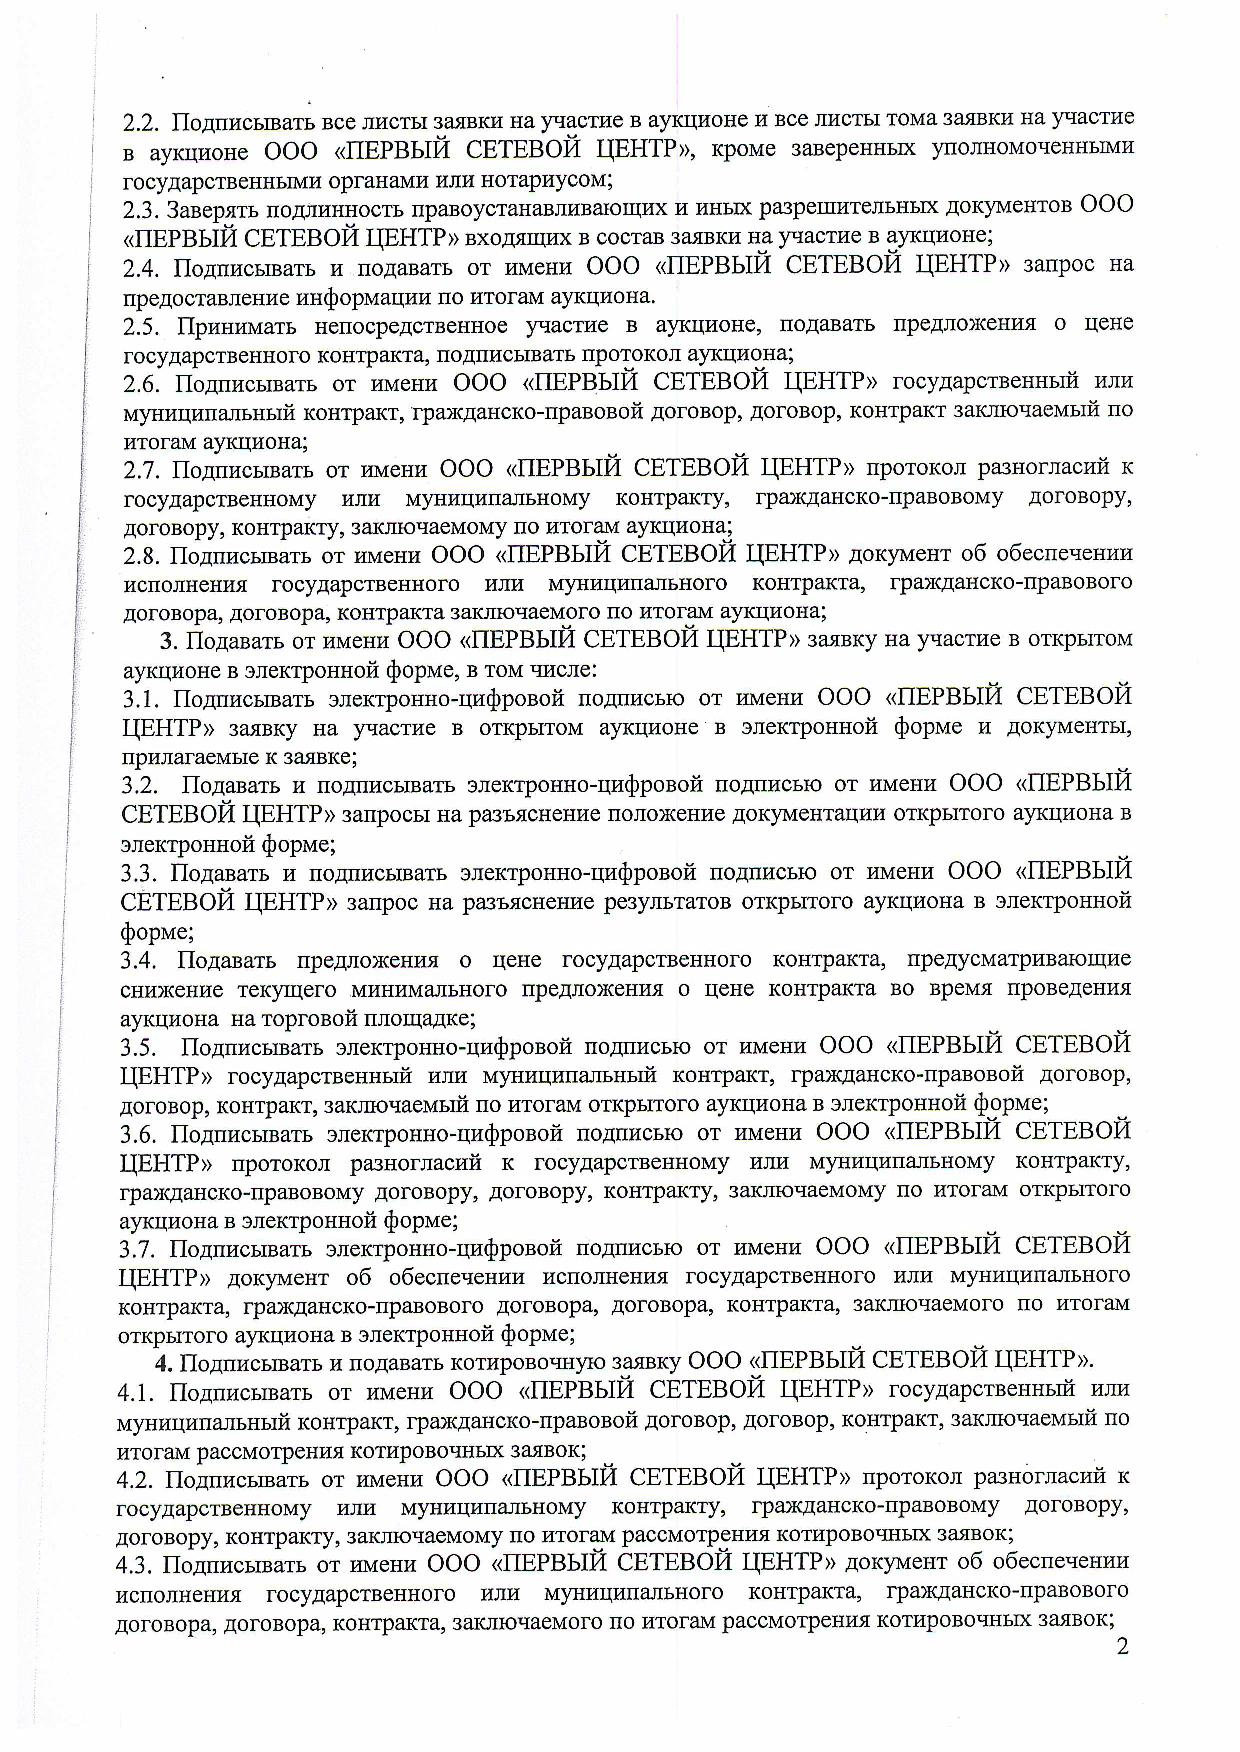 2.2. Подписывать все листы заявки на участие в аукционе и все листы тома заявки на участие
в аукционе ООО «ПЕРВЫЙ СЕТЕВОЙ ЦЕНТР», кроме заверенных уполномоченными
государственными органами или нотариусом;
2.3. Заверять подлинность правоустанавливающих и иных разрешительных документов ООО
«ПЕРВЫЙ СЕТЕВОЙ ЦЕНТР» входящих в состав заявки на участие в аукционе;
2.4. Подписывать и подавать от имени ООО «ПЕРВЫЙ СЕТЕВОЙ ЦЕНТР» запрос на
предоставление информации по итогам аукциона.
2.5. Принимать непосредственное участие в аукционе, подавать предложения о цене
государственного контракта, подписывать протокол аукциона;
2.6. Подписывать от имени ООО «ПЕРВЫЙ СЕТЕВОЙ ЦЕНТР» государственный или
муниципальный контракт, гражданско-правовой договор, договор, контракт заключаемый по
итогам аукциона;
2.7. Подписывать от имени ООО «ПЕРВЫЙ СЕТЕВОЙ ЦЕНТР» протокол разногласий к
государственному или муниципальному контракту, гражданско-правовому договору,
договору, контракту, заключаемому по итогам аукциона;
2.8. Подписывать от имени ООО «ПЕРВЫЙ СЕТЕВОЙ ЦЕНТР» документ об обеспечении
исполнения государственного или муниципального контракта, гражданско-правового
договора, договора, контракта заключаемого по итогам аукциона;
3. Подавать от имени ООО «ПЕРВЫЙ СЕТЕВОЙ ЦЕНТР» заявку на участие в открытом
аукционе в электронной форме, в том числе:
3.1. Подписывать электронно-цифровой подписью от имени ООО «ПЕРВЫЙ СЕТЕВОЙ
ЦЕНТР» заявку на участие в открытом аукционе в электронной форме и документы,
прилагаемые к заявке;
3.2. Подавать и подписывать электронно-цифровой подписью от имени ООО «ПЕРВЫЙ
СЕТЕВОЙ ЦЕНТР» запросы на разъяснение положение документации открытого аукциона в
электронной форме;
3.3. Подавать и подписывать электронно-цифровой подписью от имени ООО «ПЕРВЫЙ
СЕТЕВОЙ ЦЕНТР» запрос на разъяснение результатов открытого аукциона в электронной
форме;
3.4. Подавать предложения о цене государственного контракта, предусматривающие
снижение текущего минимального предложения о цене контракта во время проведения
аукциона на торговой площадке;
3.5. Подписывать электронно-цифровой подписью от имени ООО «ПЕРВЫЙ СЕТЕВОЙ
ЦЕНТР» государственный или муниципальный контракт, гражданско-правовой договор,
договор, контракт, заключаемый по итогам открытого аукциона в электронной форме;
3.6. Подписывать электронно-цифровой подписью от имени ООО «ПЕРВЫЙ СЕТЕВОЙ
ЦЕНТР» протокол разногласий к государственному или муниципальному контракту,
гражданско-правовому договору, договору, контракту, заключаемому по итогам открытого
аукциона в электронной форме;
3.7. Подписывать электронно-цифровой подписью от имени ООО «ПЕРВЫЙ СЕТЕВОЙ
ЦЕНТР» документ об обеспечении исполнения государственного или муниципального
контракта, гражданско-правового договора, договора, контракта, заключаемого по итогам
открытого аукциона в электронной форме;
4. Подписывать и подавать котировочную заявку ООО «ПЕРВЫЙ СЕТЕВОЙ ЦЕНТР».
4.1. Подписывать от имени ООО «ПЕРВЫЙ СЕТЕВОЙ ЦЕНТР» государственный или
муниципальный контракт, гражданско-правовой договор, договор, контракт, заключаемый по
итогам рассмотрения котировочных заявок;
4.2. Подписывать от имени ООО «ПЕРВЫЙ СЕТЕВОЙ ЦЕНТР» протокол разногласий к
государственному или муниципальному контракту, гражданско-правовому договору,
договору, контракту, заключаемому по итогам рассмотрения котировочных заявок;
4.3. Подписывать от имени ООО «ПЕРВЫЙ СЕТЕВОЙ ЦЕНТР» документ об обеспечении
исполнения государственного или муниципального контракта, гражданско-правового
договора, договора, контракта, заключаемого по итогам рассмотрения котировочных заявок;
2